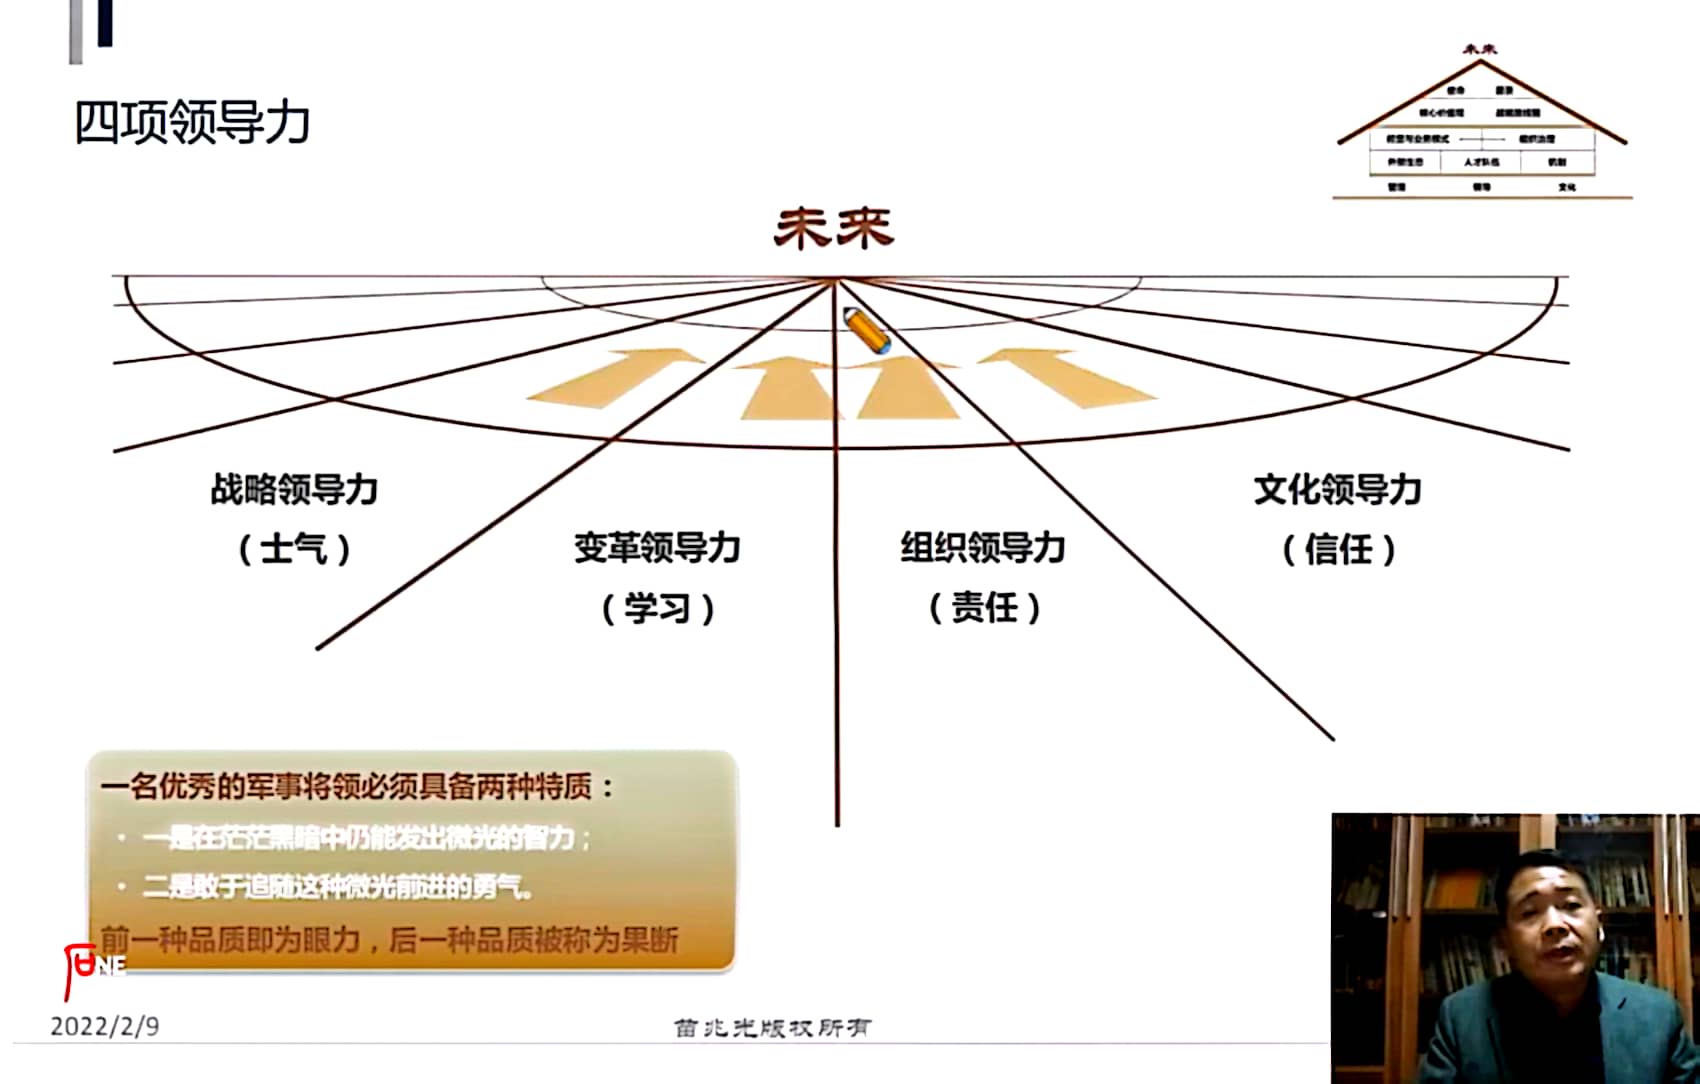 四项领导力
未来
使命 愿景
核心价值观 战略路线图
转型与业务模式 组织治理
外部生态 人才队伍 机制
管理 领导 文化
未来
战略领导力
（士气）
变革领导力
（学习）
组织领导力
（责任）
文化领导力
（信任）
一名优秀的军事将领必须具备两种特质：
• 一是在茫茫黑暗中仍能发出微光的智力；
• 二是敢于追随这种微光前进的勇气。
前一种品质即为眼力，后一种品质被称为果断
NE
2022/2/9
苗兆光版权所有